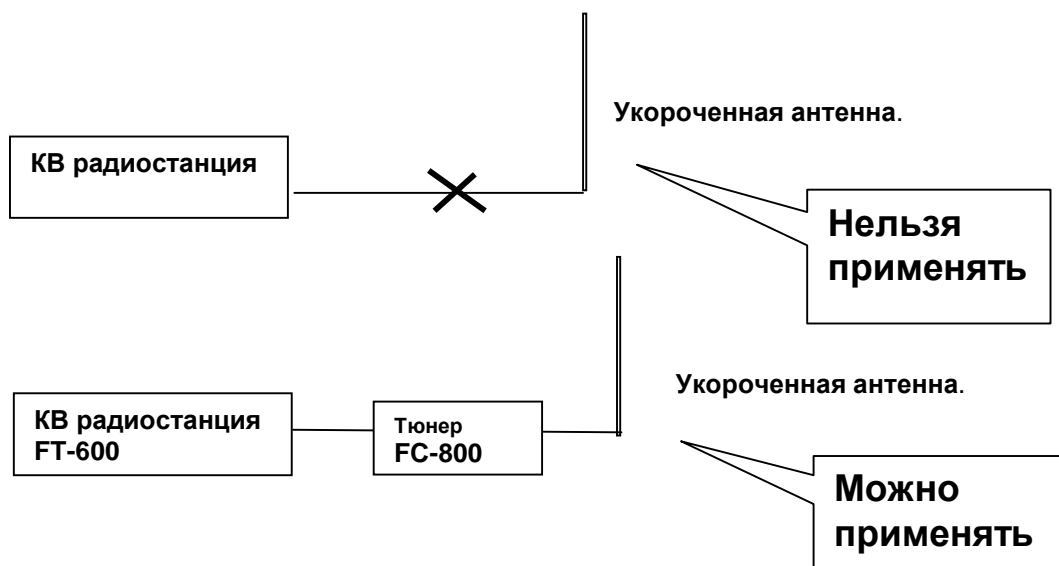 Укороченная антенна.
КВ радиостанция
Нельзя
применять
Укороченная антенна.
КВ радиостанция
FT-600
Тюнер
FC-800
Можно
применять